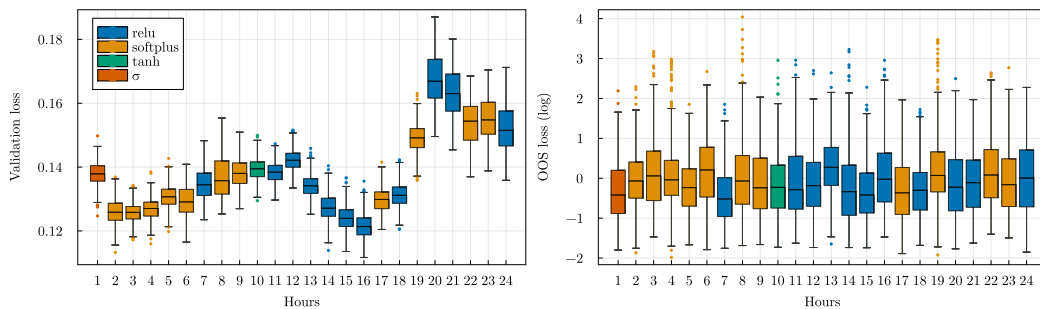 relu
softplus
tanh
σ
Validation loss
0.18
0.16
0.14
0.12
1 2 3 4 5 6 7 8 9 10 11 12 13 14 15 16 17 18 19 20 21 22 23 24
Hours
OOS loss (log)
4
3
2
1
0
−1
−2
1 2 3 4 5 6 7 8 9 10 11 12 13 14 15 16 17 18 19 20 21 22 23 24
Hours